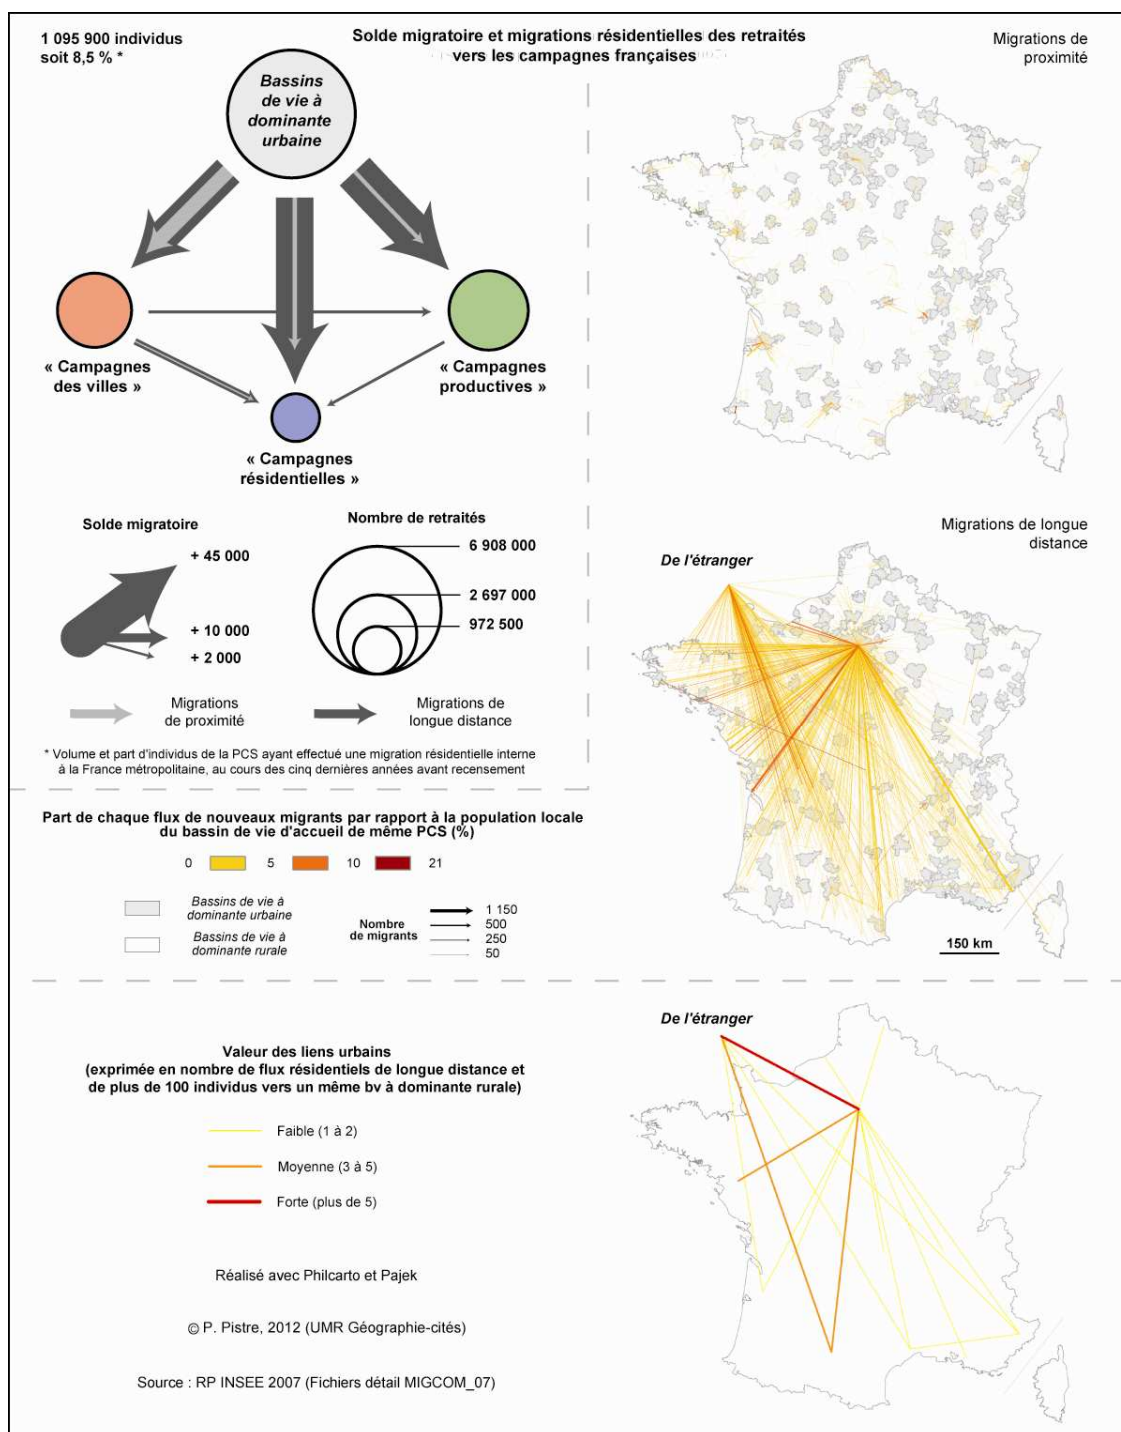 1 095 900 individus
soit 8,5 % *
Solde migratoire et migrations résidentielles des retraités
vers les campagnes françaises
Migrations de
proximité
Bassins
de vie à
dominante
urbaine
« Campagnes
des villes »
« Campagnes
productives »
« Campagnes
résidentielles »
Solde migratoire
+ 45 000
+ 10 000
+ 2 000
Nombre de retraités
6 908 000
2 697 000
972 500
Migrations
de proximité
Migrations de
longue distance
* Volume et part d'individus de la PCS ayant effectué une migration résidentielle interne
à la France métropolitaine, au cours des cinq dernières années avant recensement
Migrations de longue
distance
De l'étranger
150 km
Part de chaque flux de nouveaux migrants par rapport à la population locale
du bassin de vie d'accueil de même PCS (%)
0 5 10 21
Bassins de vie à
dominante urbaine
Bassins de vie à
dominante rurale
Nombre
de migrants
1 150
500
250
50
De l'étranger
Valeur des liens urbains
(exprimée en nombre de flux résidentiels de longue distance et
de plus de 100 individus vers un même bv à dominante rurale)
Faible (1 à 2)
Moyenne (3 à 5)
Forte (plus de 5)
Réalisé avec Philcarto et Pajek
© P. Pistre, 2012 (UMR Géographie-cités)
Source : RP INSEE 2007 (Fichiers détail MIGCOM_07)